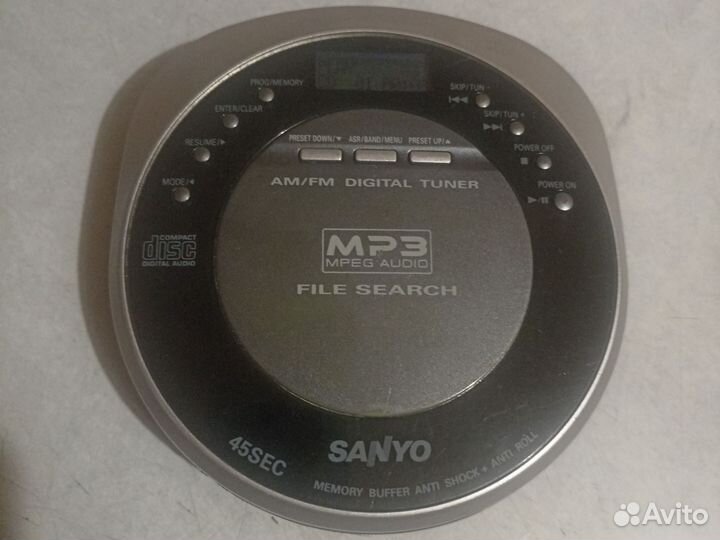 PROG/MEMORY
ENTER/CLEAR
RESUME/▶
MODE/◀
SKIP/TUN -
SKIP/TUN +
POWER OFF
POWER ON
PRESET DOWN/▼ ASR/BAND/MENU PRESET UP/▲
AM/FM DIGITAL TUNER
COMPACT
disc
DIGITAL AUDIO
MP3
MPEG AUDIO
FILE SEARCH
SANYO
45SEC
MEMORY BUFFER ANTI SHOCK + ANTI ROLL
Avito